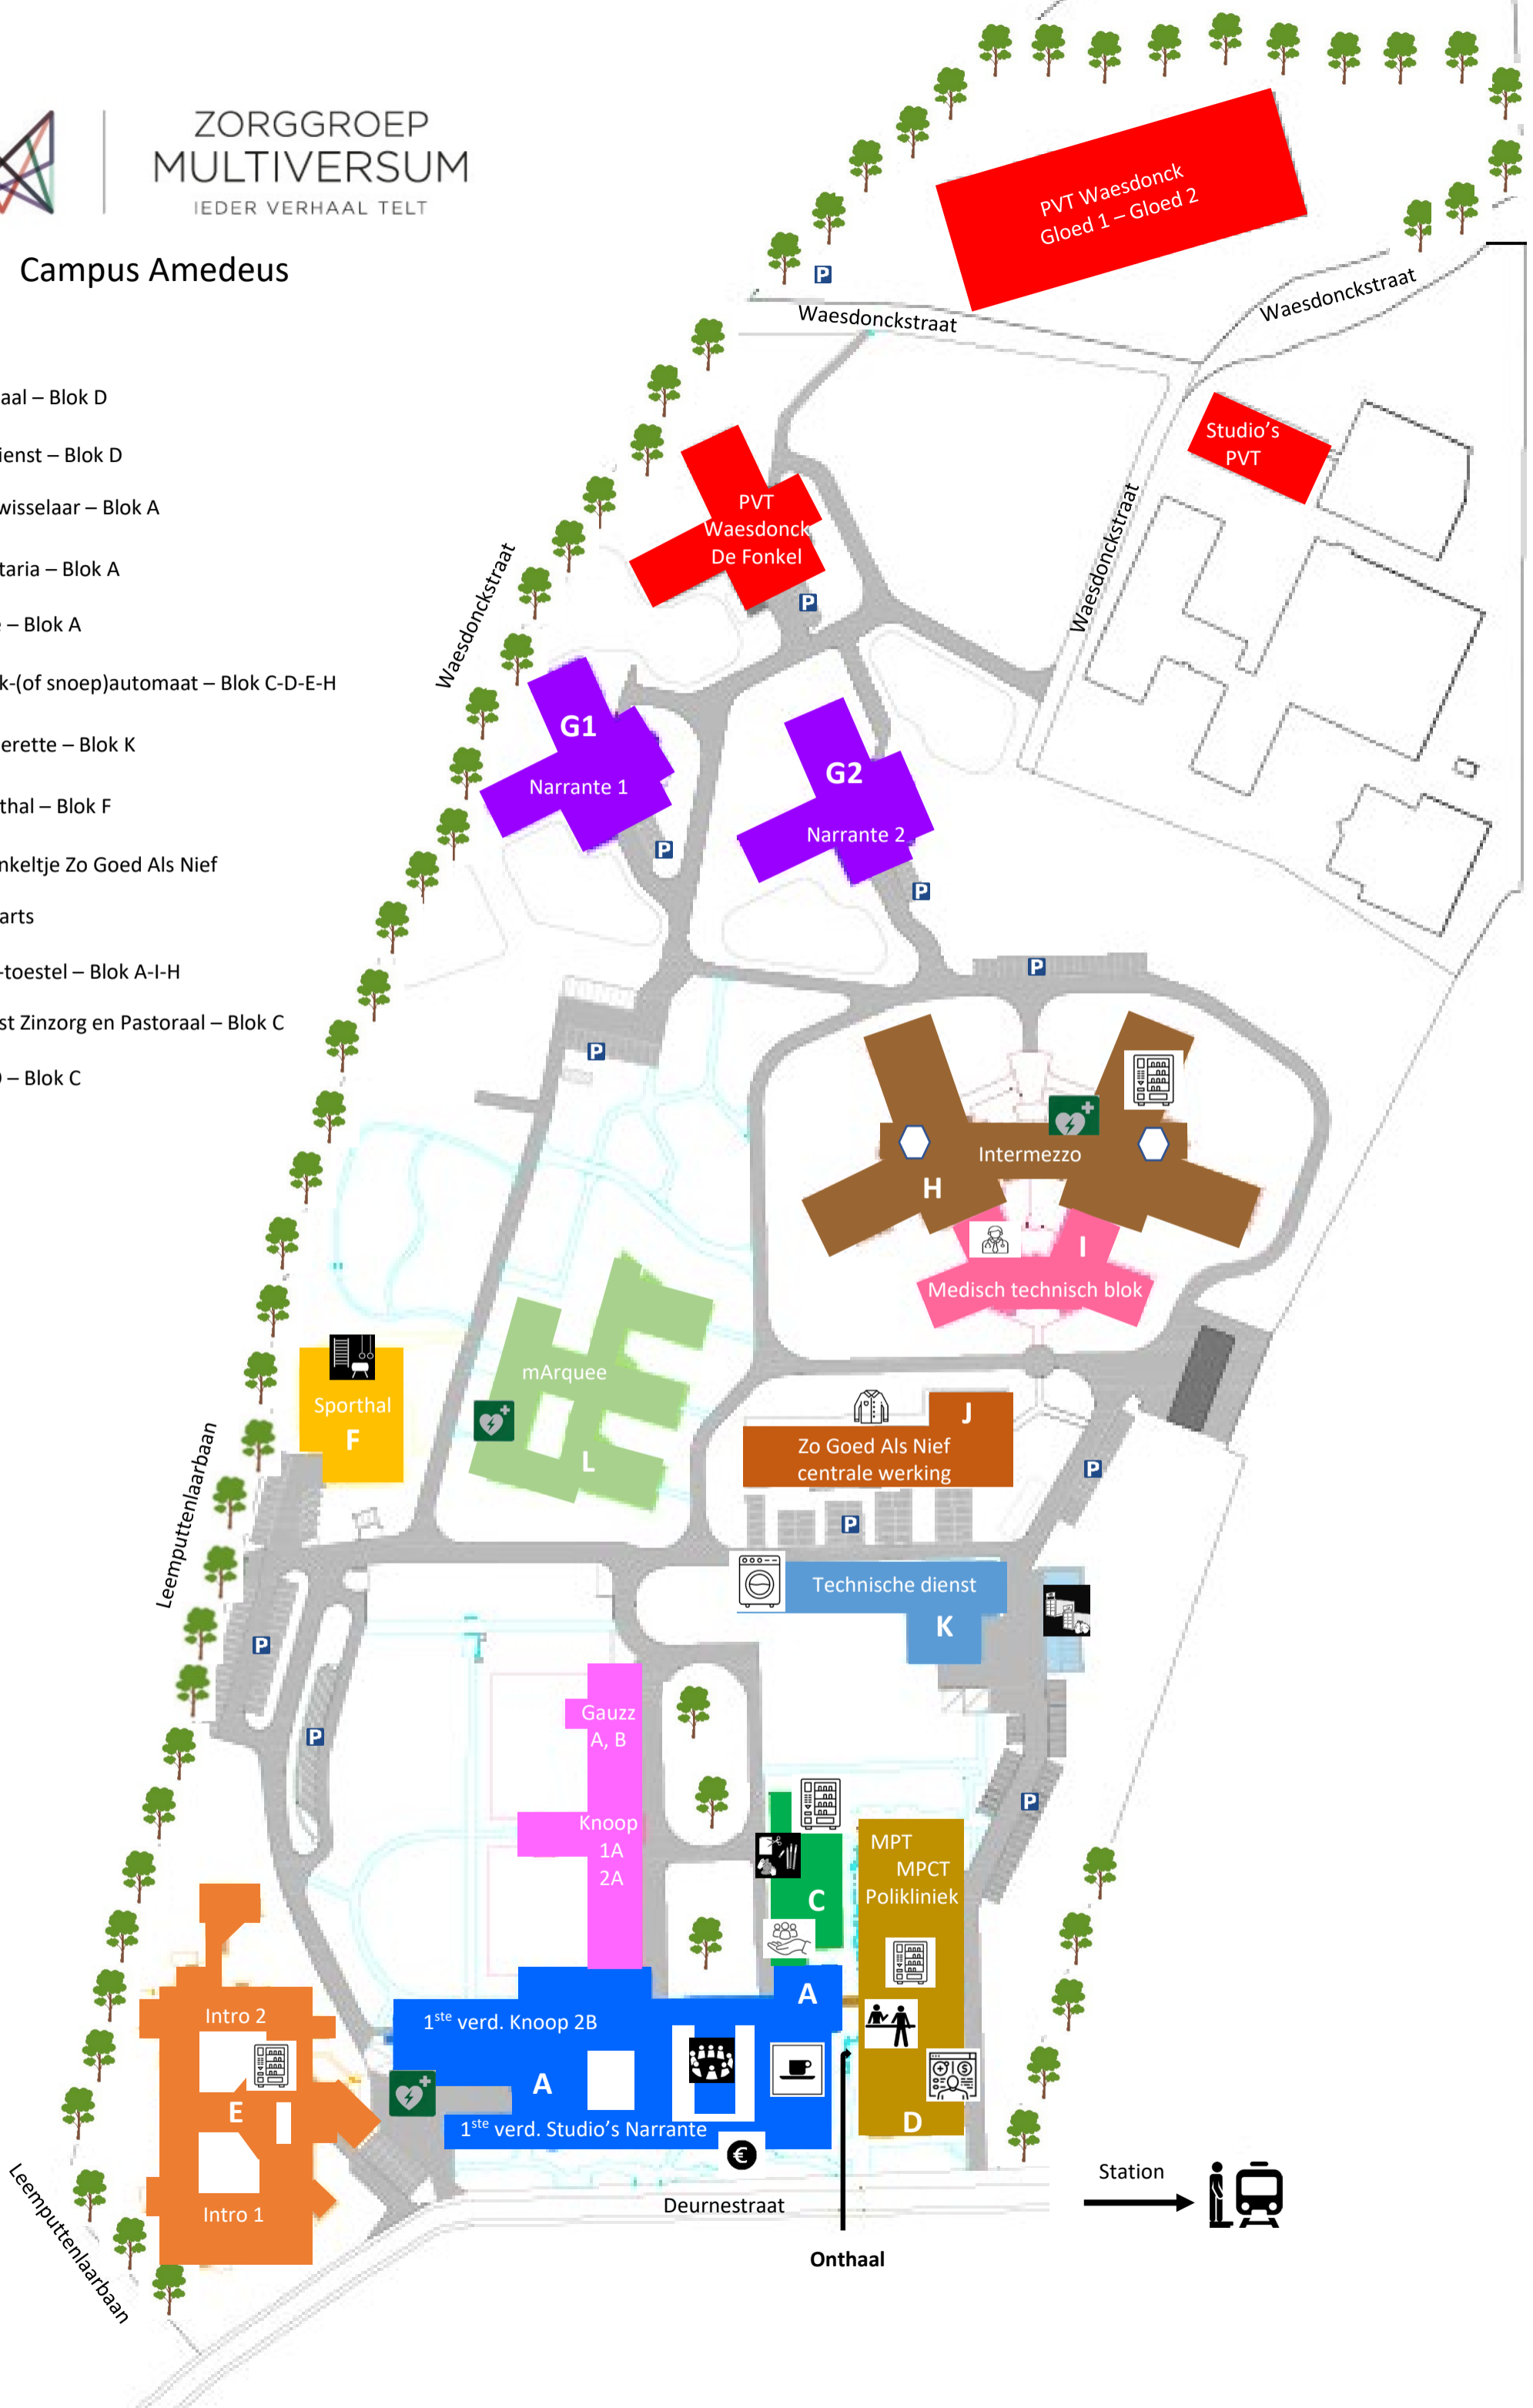 ZORGGROEP
MULTIVERSUM
IEDER VERHAAL TELT
Campus Amedeus
aal – Blok D
ienst – Blok D
wisselaar – Blok A
taria – Blok A
– Blok A
k-(of snoep)automaat – Blok C-D-E-H
erette – Blok K
thal – Blok F
nkeltje Zo Goed Als Nief
arts
-toestel – Blok A-I-H
st Zinzorg en Pastoraal – Blok C
– Blok C
PVT Waesdonck
Gloed 1 – Gloed 2
P
Waesdonckstraat
Waesdonckstraat
Studio's
PVT
PVT
Waesdonck
De Fonkel
P
Waesdonckstraat
Waesdonckstraat
G1
Narrante 1
P
G2
Narrante 2
P
P
P
Intermezzo
H
I
Medisch technisch blok
mArquee
L
Sporthal
F
J
Zo Goed Als Nief
centrale werking
P
P
Leemputtenlaarbaan
Technische dienst
K
P
P
Gauzz
A, B
Knoop
1A
2A
P
C
MPT
MPCT
Polikliniek
D
A
Intro 2
E
Intro 1
1ste verd. Knoop 2B
A
1ste verd. Studio's Narrante
€
Deurnestraat
Station
Onthaal
Leemputtenlaarbaan